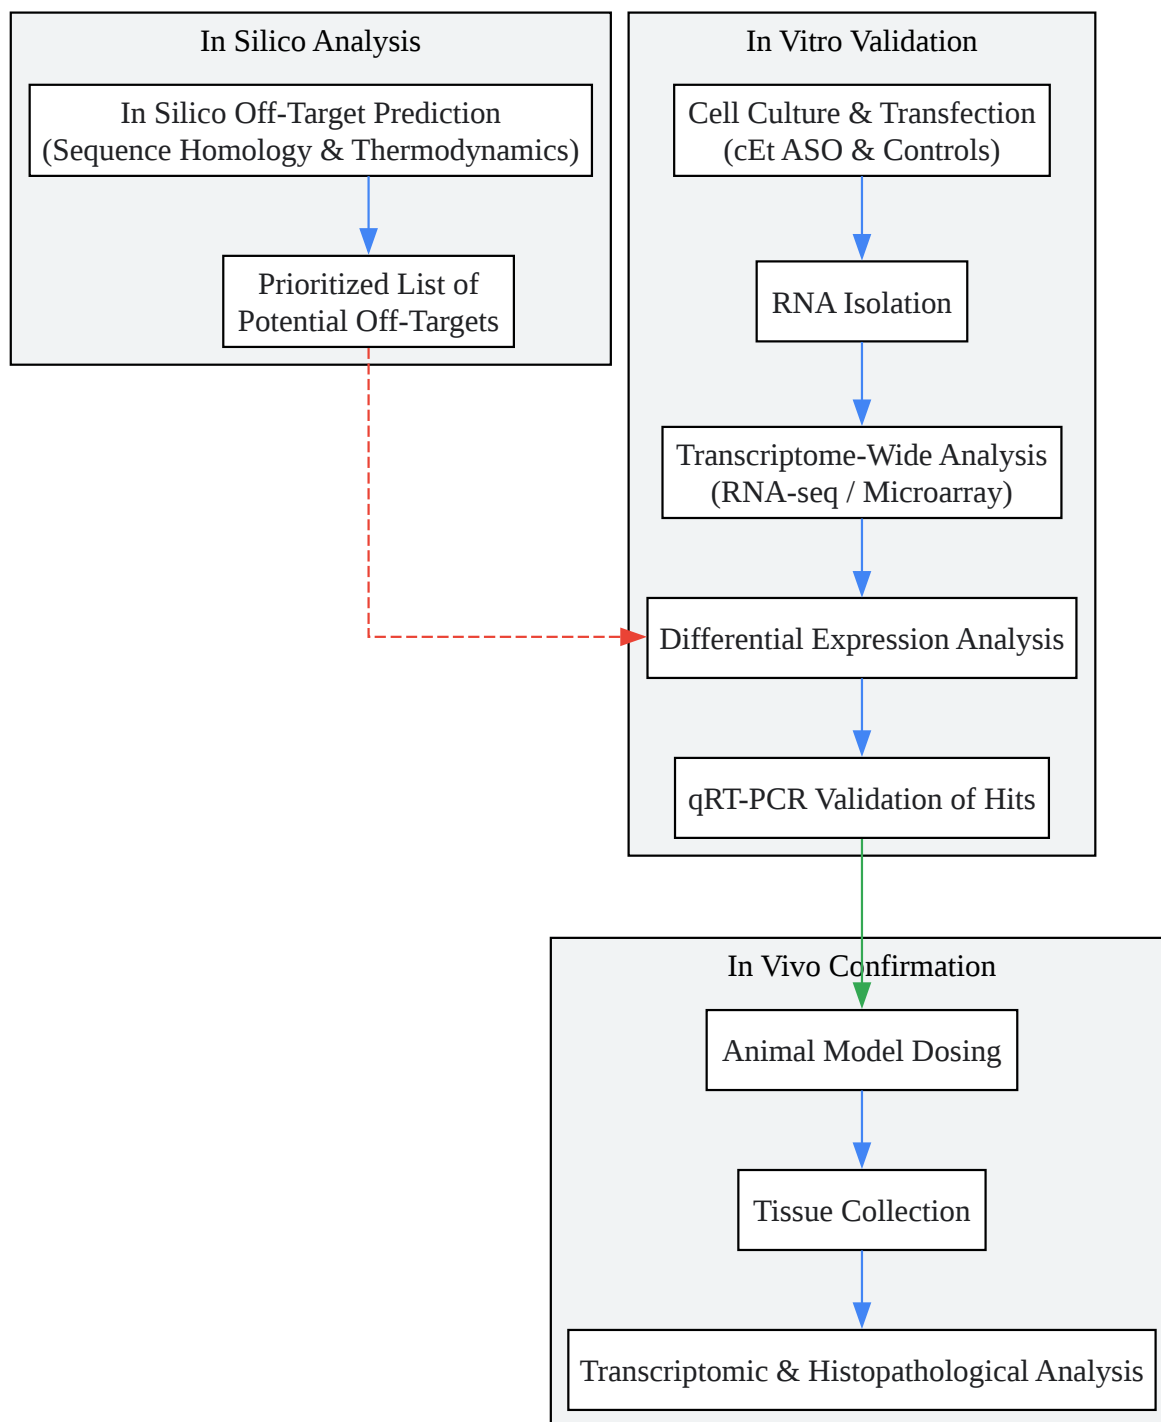 In Silico Analysis
In Silico Off-Target Prediction
(Sequence Homology & Thermodynamics)
Prioritized List of
Potential Off-Targets
In Vitro Validation
Cell Culture & Transfection
(cEt ASO & Controls)
RNA Isolation
Transcriptome-Wide Analysis
(RNA-seq / Microarray)
Differential Expression Analysis
qRT-PCR Validation of Hits
In Vivo Confirmation
Animal Model Dosing
Tissue Collection
Transcriptomic & Histopathological Analysis